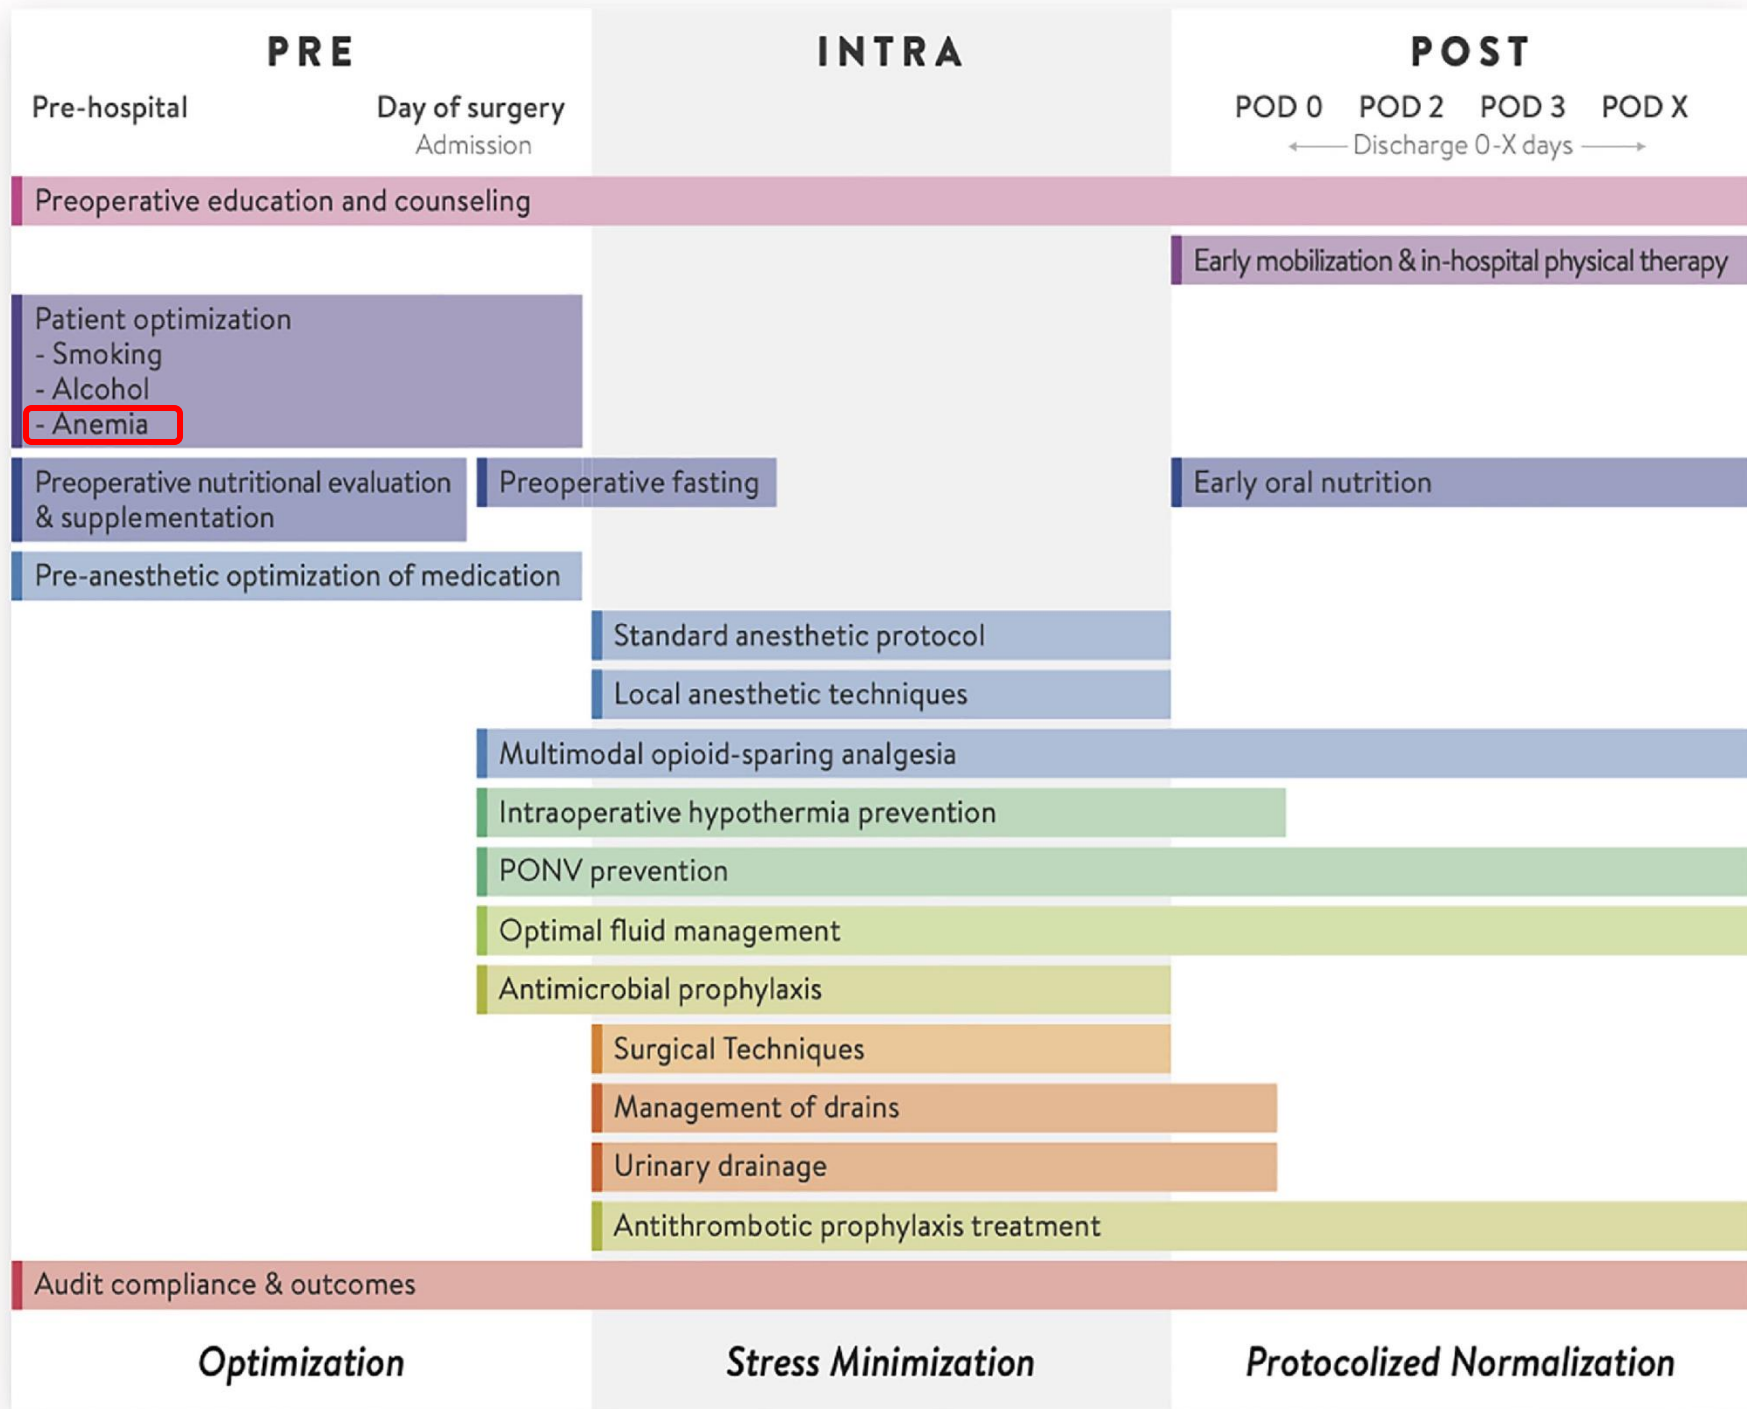 PRE
INTRA
POST
Pre-hospital
Day of surgery
Admission
POD 0
POD 2
POD 3
POD X
Discharge 0-X days
Preoperative education and counseling
Early mobilization & in-hospital physical therapy
Patient optimization
- Smoking
- Alcohol
- Anemia
Preoperative nutritional evaluation
& supplementation
Preoperative fasting
Early oral nutrition
Pre-anesthetic optimization of medication
Standard anesthetic protocol
Local anesthetic techniques
Multimodal opioid-sparing analgesia
Intraoperative hypothermia prevention
PONV prevention
Optimal fluid management
Antimicrobial prophylaxis
Surgical Techniques
Management of drains
Urinary drainage
Antithrombotic prophylaxis treatment
Audit compliance & outcomes
Optimization
Stress Minimization
Protocolized Normalization